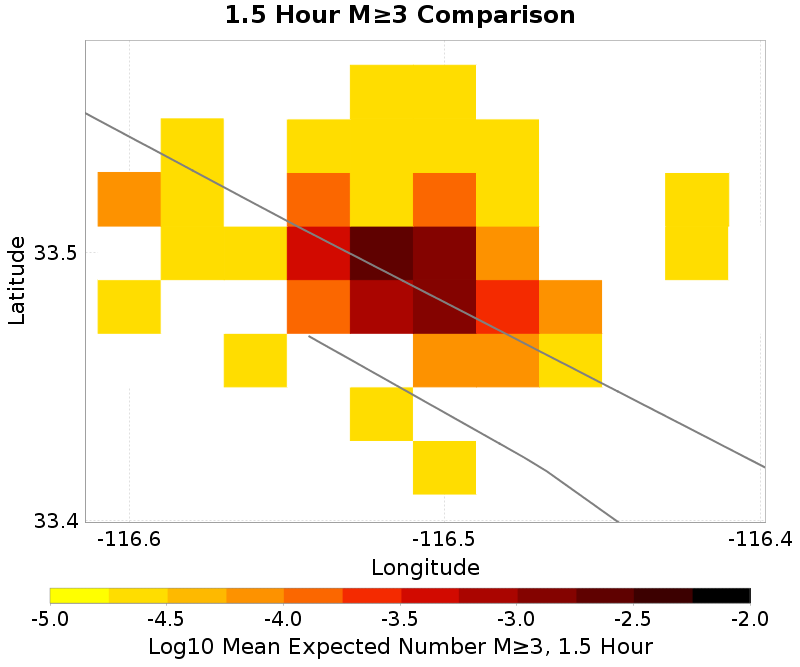 1.5 Hour M≥3 Comparison
Latitude
33.5
33.4
-116.6 -116.5 -116.4
Longitude
-5.0 -4.5 -4.0 -3.5 -3.0 -2.5 -2.0
Log10 Mean Expected Number M≥3, 1.5 Hour